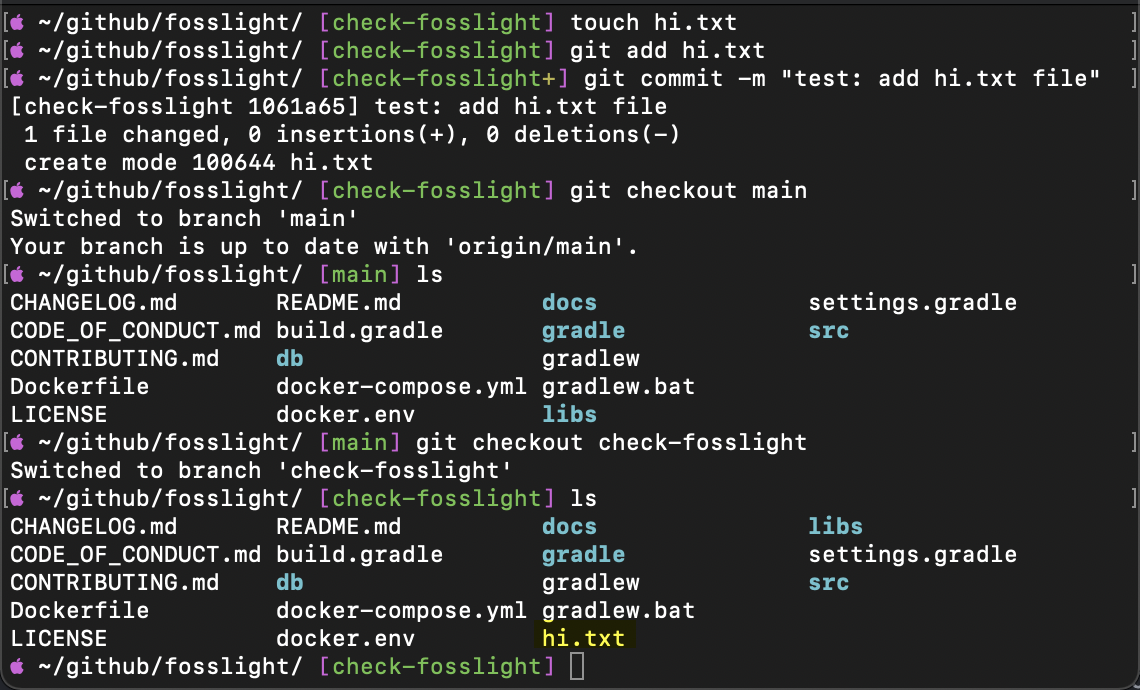 [ ~/github/fosslight/ [check-fosslight] touch hi.txt ]
[ ~/github/fosslight/ [check-fosslight] git add hi.txt ]
[ ~/github/fosslight/ [check-fosslight+] git commit -m "test: add hi.txt file" ]
[check-fosslight 1061a65] test: add hi.txt file
 1 file changed, 0 insertions(+), 0 deletions(-)
 create mode 100644 hi.txt
[ ~/github/fosslight/ [check-fosslight] git checkout main ]
Switched to branch 'main'
Your branch is up to date with 'origin/main'.
[ ~/github/fosslight/ [main] ls ]
CHANGELOG.md README.md docs settings.gradle
CODE_OF_CONDUCT.md build.gradle gradle src
CONTRIBUTING.md db gradlew
Dockerfile docker-compose.yml gradlew.bat
LICENSE docker.env libs
[ ~/github/fosslight/ [main] git checkout check-fosslight ]
Switched to branch 'check-fosslight'
[ ~/github/fosslight/ [check-fosslight] ls ]
CHANGELOG.md README.md docs libs
CODE_OF_CONDUCT.md build.gradle gradle settings.gradle
CONTRIBUTING.md db gradlew src
Dockerfile docker-compose.yml gradlew.bat
LICENSE docker.env hi.txt
~/github/fosslight/ [check-fosslight]